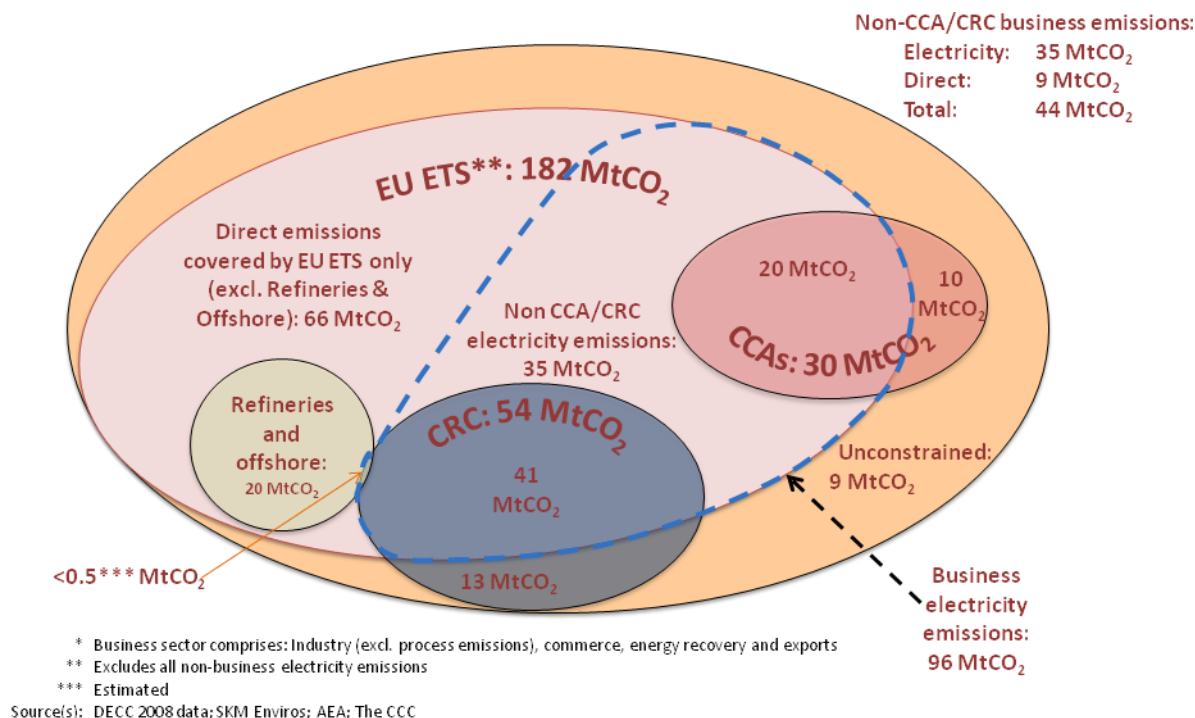 Non-CCA/CRC business emissions:
Electricity: 35 MtCO₂
Direct: 9 MtCO₂
Total: 44 MtCO₂
EU ETS**: 182 MtCO₂
Direct emissions
covered by EU ETS only
(excl. Refineries &
Offshore): 66 MtCO₂
Non CCA/CRC
electricity emissions:
35 MtCO₂
20 MtCO₂
10
MtCO₂
CCAs: 30 MtCO₂
Refineries
and
offshore:
20 MtCO₂
CRC: 54 MtCO₂
41
MtCO₂
13 MtCO₂
Unconstrained:
9 MtCO₂
<0.5*** MtCO₂
Business
electricity
emissions:
96 MtCO₂
* Business sector comprises: Industry (excl. process emissions), commerce, energy recovery and exports
** Excludes all non-business electricity emissions
*** Estimated
Source(s): DECC 2008 data; SKM Enviros; AEA; The CCC